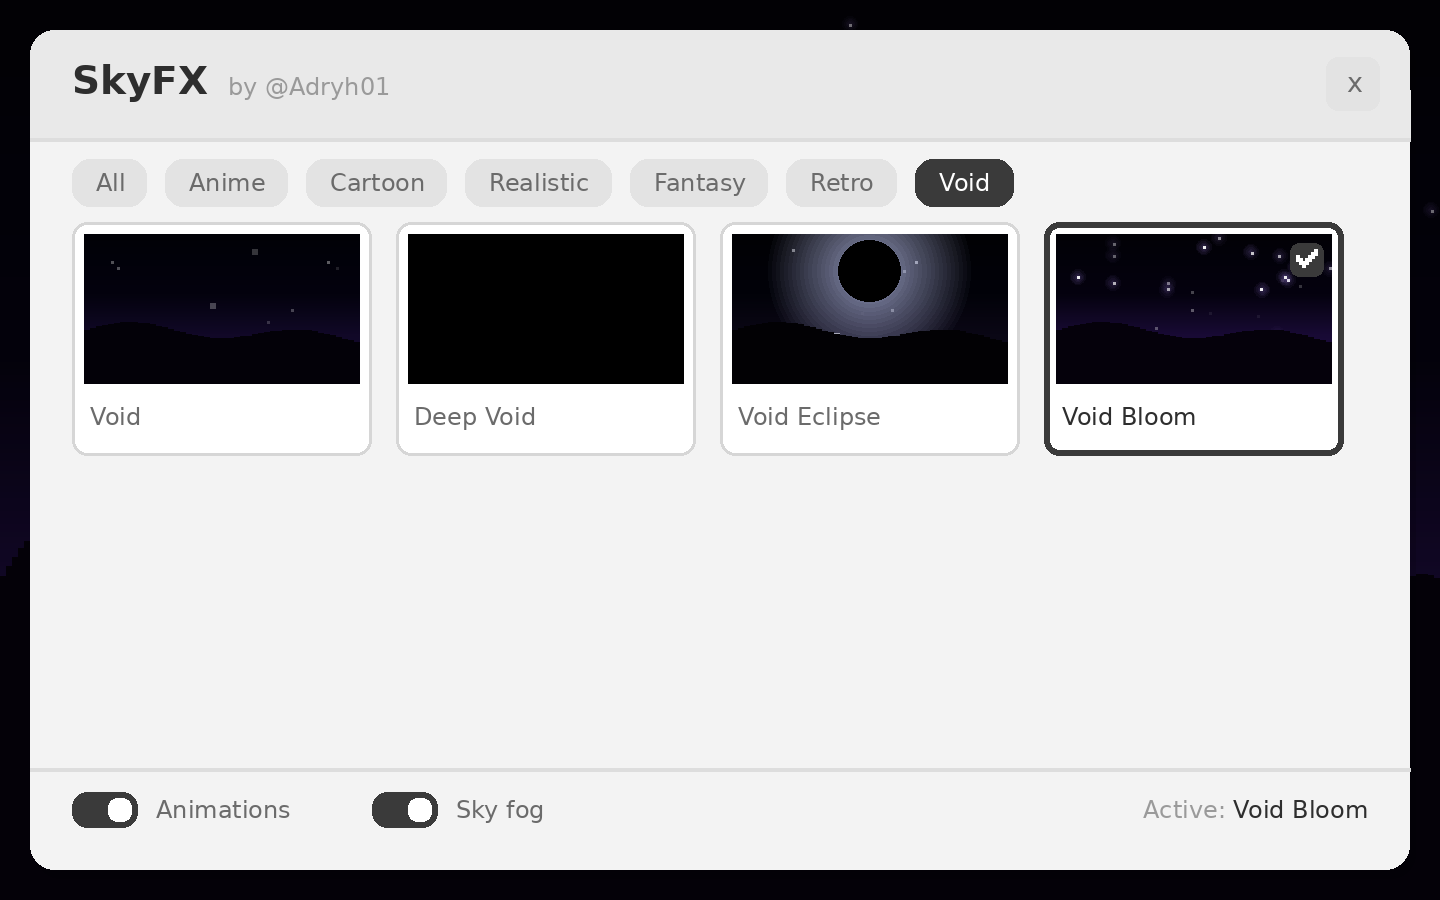 SkyFX by @Adryh01
x
All Anime Cartoon Realistic Fantasy Retro Void
Void Deep Void Void Eclipse Void Bloom
Animations Sky fog Active: Void Bloom